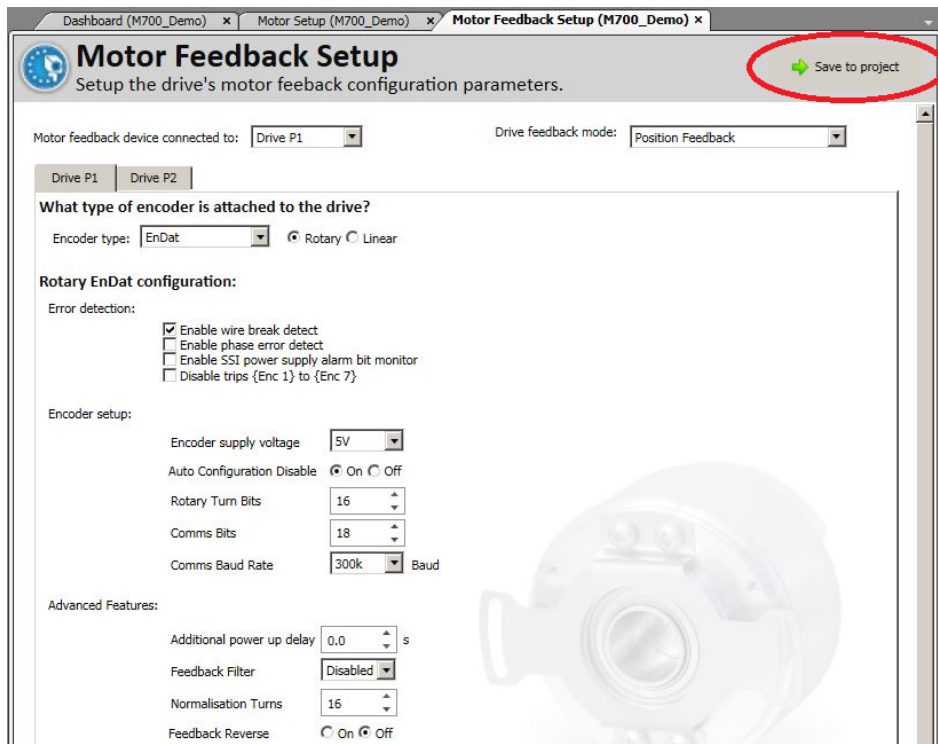 Dashboard (M700_Demo) x Motor Setup (M700_Demo) x Motor Feedback Setup (M700_Demo) x
Motor Feedback Setup
Save to project
Setup the drive's motor feeback configuration parameters.
Motor feedback device connected to: Drive P1 Drive feedback mode: Position Feedback
Drive P1 Drive P2
What type of encoder is attached to the drive?
Encoder type: EnDat Rotary Linear
Rotary EnDat configuration:
Error detection:
Enable wire break detect
Enable phase error detect
Enable SSI power supply alarm bit monitor
Disable trips {Enc 1} to {Enc 7}
Encoder setup:
Encoder supply voltage 5V
Auto Configuration Disable On Off
Rotary Turn Bits 16
Comms Bits 18
Comms Baud Rate 300k Baud
Advanced Features:
Additional power up delay 0.0 s
Feedback Filter Disabled
Normalisation Turns 16
Feedback Reverse On Off